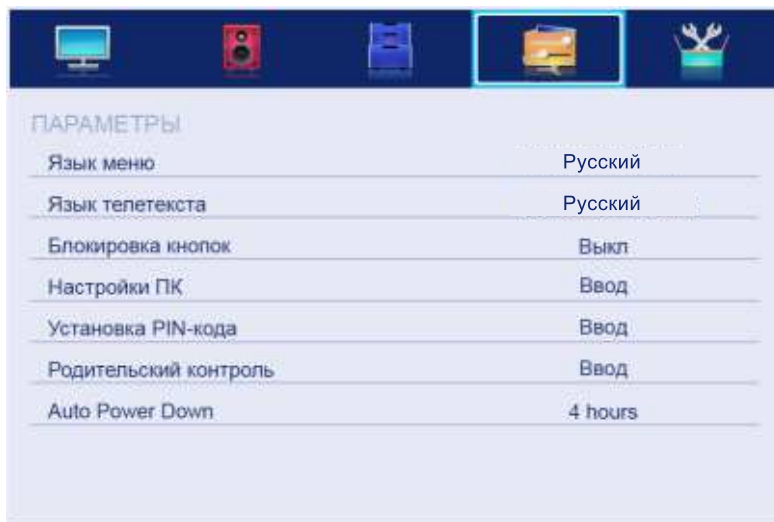 ПАРАМЕТРЫ
Язык меню Русский
Язык телетекста Русский
Блокировка кнопок Выкл
Настройки ПК Ввод
Установка PIN-кода Ввод
Родительский контроль Ввод
Auto Power Down 4 hours